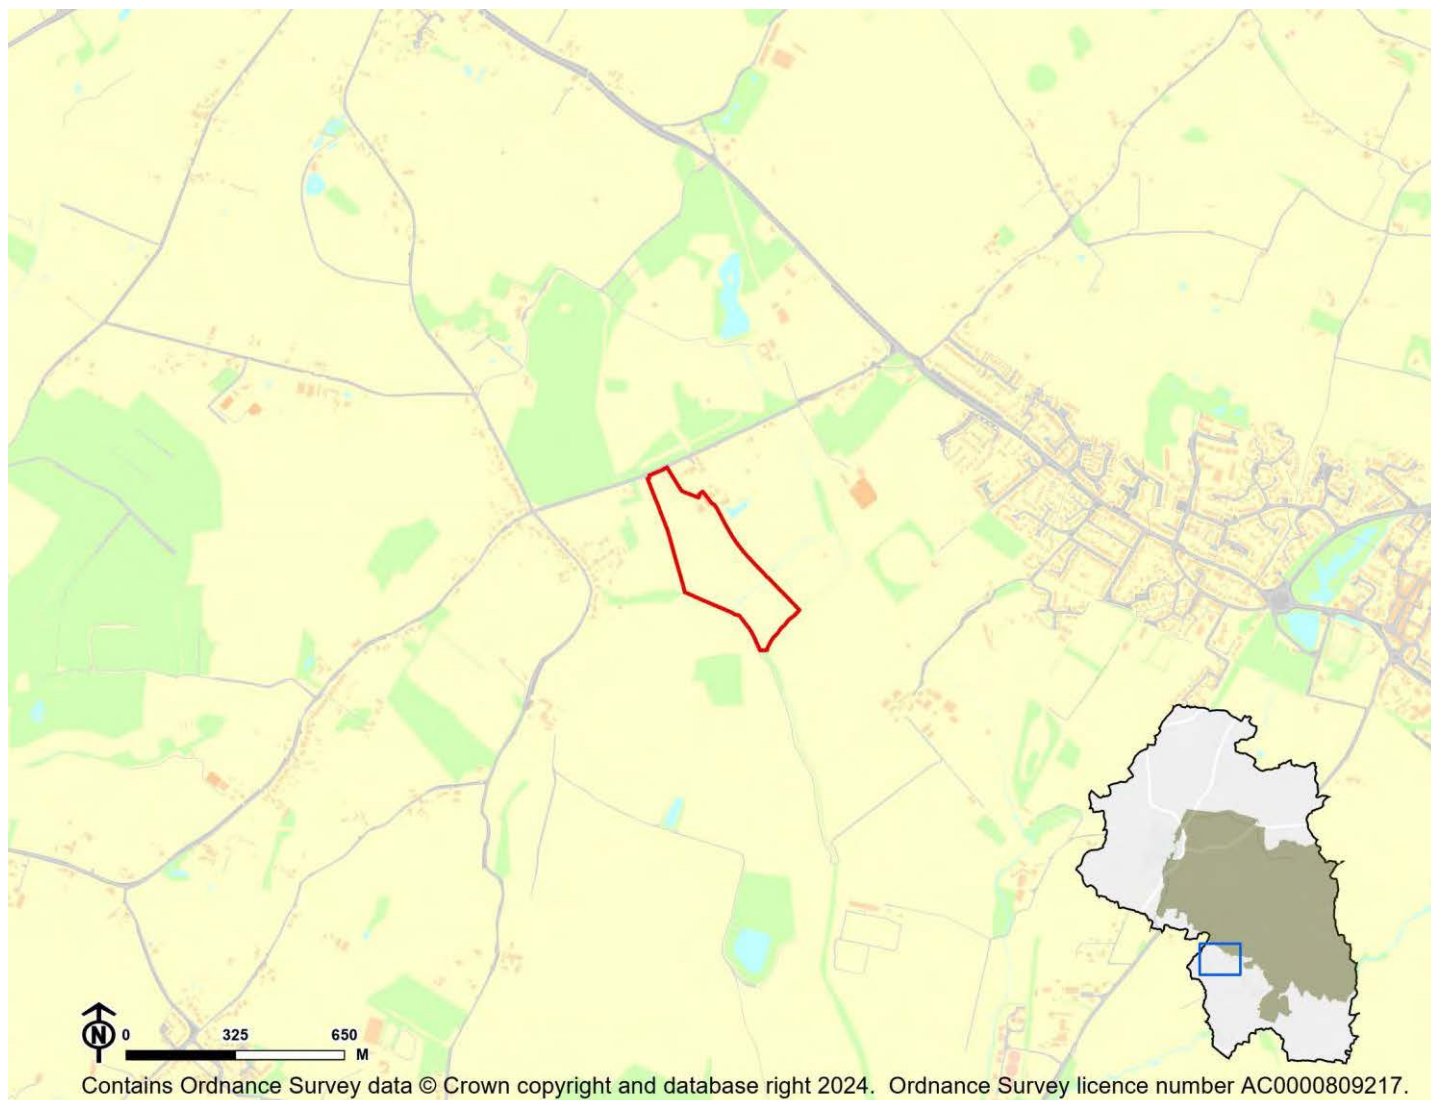 N 0 325 650
M
Contains Ordnance Survey data © Crown copyright and database right 2024. Ordnance Survey licence number AC0000809217.